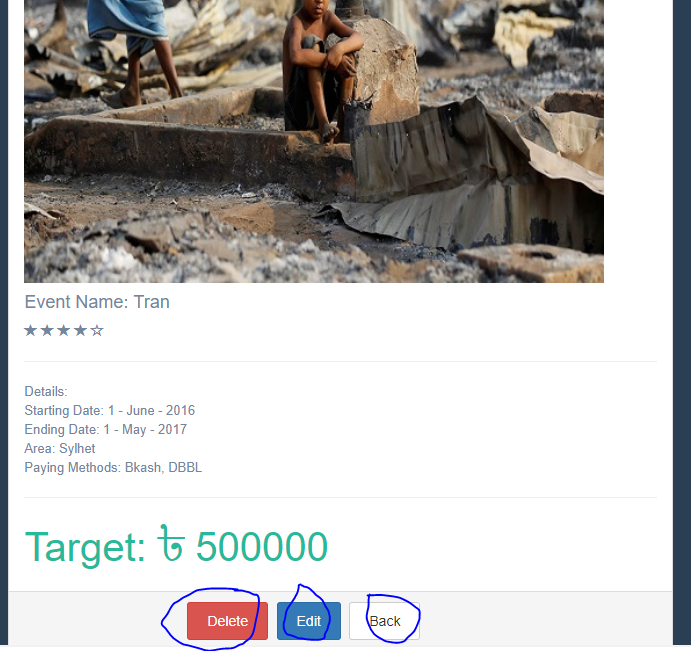 Event Name: Tran
★★★★☆
Details:
Starting Date: 1 - June - 2016
Ending Date: 1 - May - 2017
Area: Sylhet
Paying Methods: Bkash, DBBL
Target: ৳ 500000
Delete Edit Back